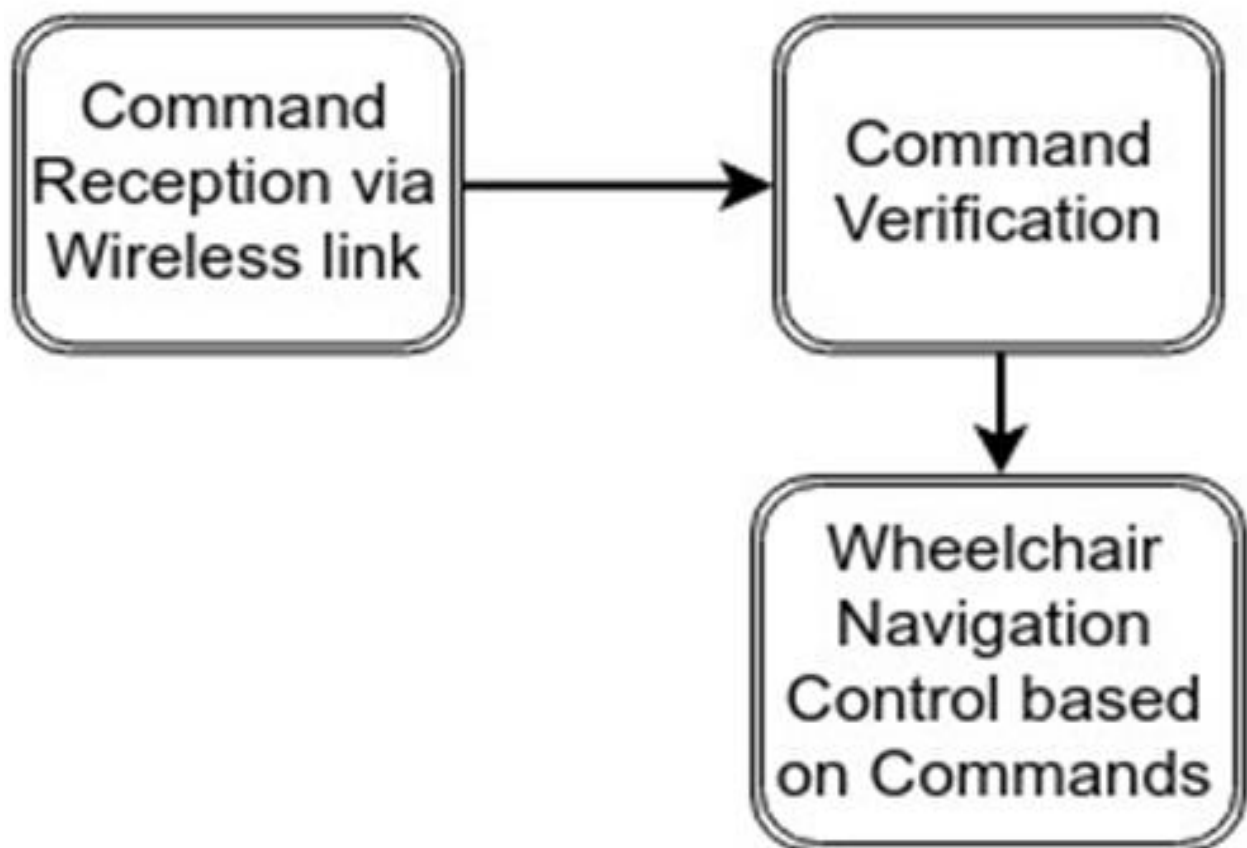 Command
Reception via
Wireless link
Command
Verification
Wheelchair
Navigation
Control based
on Commands